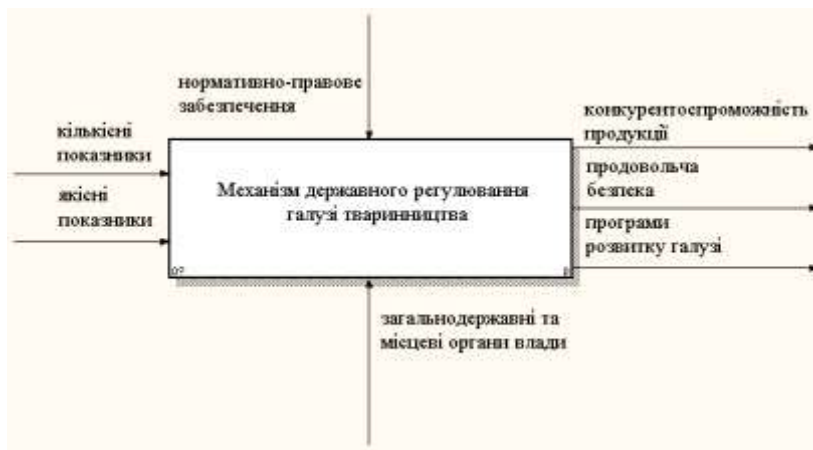 нормативно-правове
забезпечення
кількісні
показники
якісні
показники
Механізм державного регулювання
галузі тваринництва
конкурентоспроможність
продукції
продовольча
безпека
програми
розвитку галузі
загальнодержавні та
місцеві органи влади